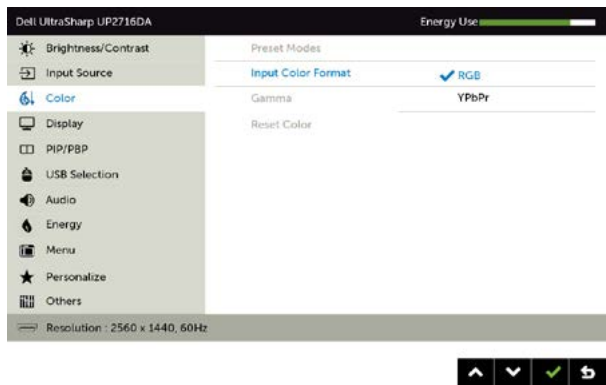 Dell UltraSharp UP2716DA Energy Use
Brightness/Contrast Preset Modes
Input Source Input Color Format RGB
Color Gamma YPbPr
Display Reset Color
PIP/PBP
USB Selection
Audio
Energy
Menu
Personalize
Others
Resolution : 2560 x 1440, 60Hz